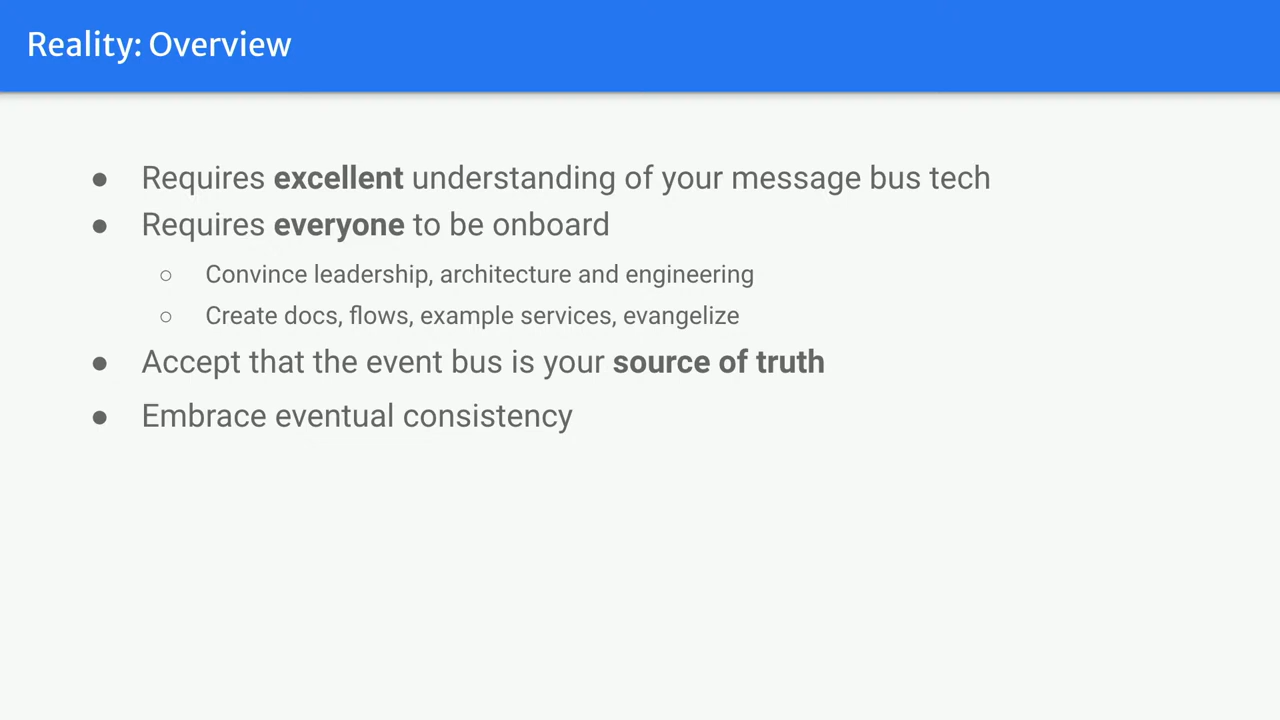 Reality: Overview
● Requires excellent understanding of your message bus tech
● Requires everyone to be onboard
○ Convince leadership, architecture and engineering
○ Create docs, flows, example services, evangelize
● Accept that the event bus is your source of truth
● Embrace eventual consistency